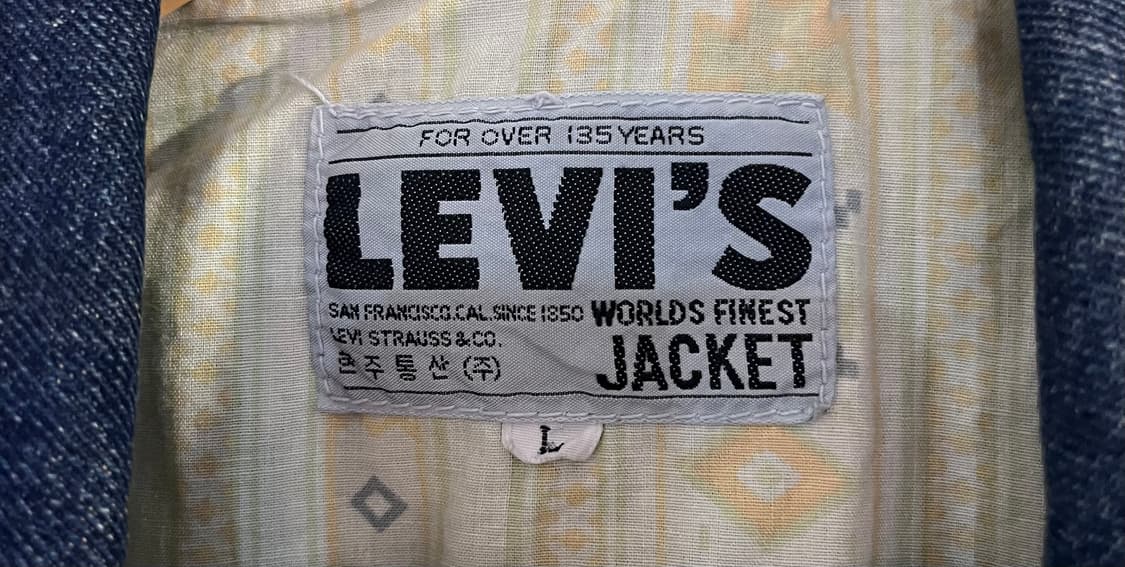 FOR OVER 135 YEARS
LEVI'S
SAN FRANCISCO.CAL.SINCE 1850
LEVI STRAUSS & CO.
한주통산(주)
WORLDS FINEST
JACKET
L